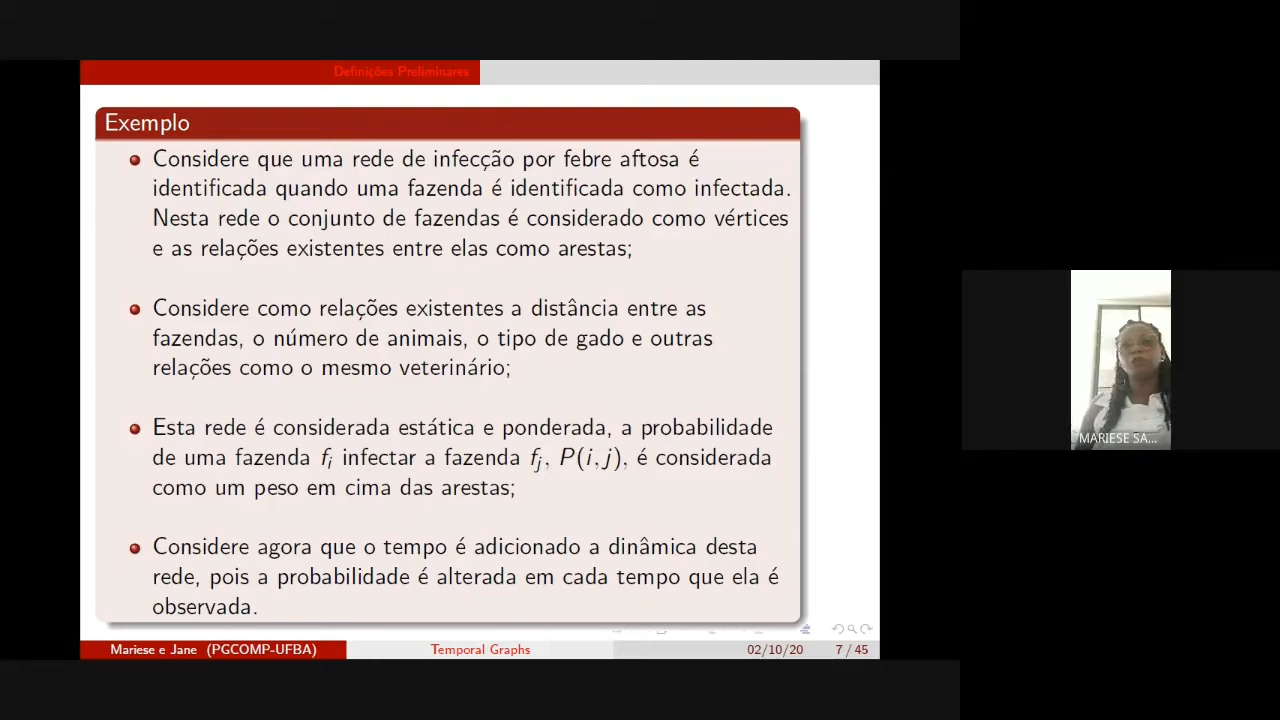 Definições Preliminares
Exemplo
Considere que uma rede de infecção por febre aftosa é
identificada quando uma fazenda é identificada como infectada.
Nesta rede o conjunto de fazendas é considerado como vértices
e as relações existentes entre elas como arestas;
Considere como relações existentes a distância entre as
fazendas, o número de animais, o tipo de gado e outras
relações como o mesmo veterinário;
Esta rede é considerada estática e ponderada, a probabilidade
de uma fazenda fᵢ infectar a fazenda fⱼ, P(i,j), é considerada
como um peso em cima das arestas;
Considere agora que o tempo é adicionado a dinâmica desta
rede, pois a probabilidade é alterada em cada tempo que ela é
observada.
Mariese e Jane (PGCOMP-UFBA)
Temporal Graphs
02/10/20
7 / 45
MARIESE SA...